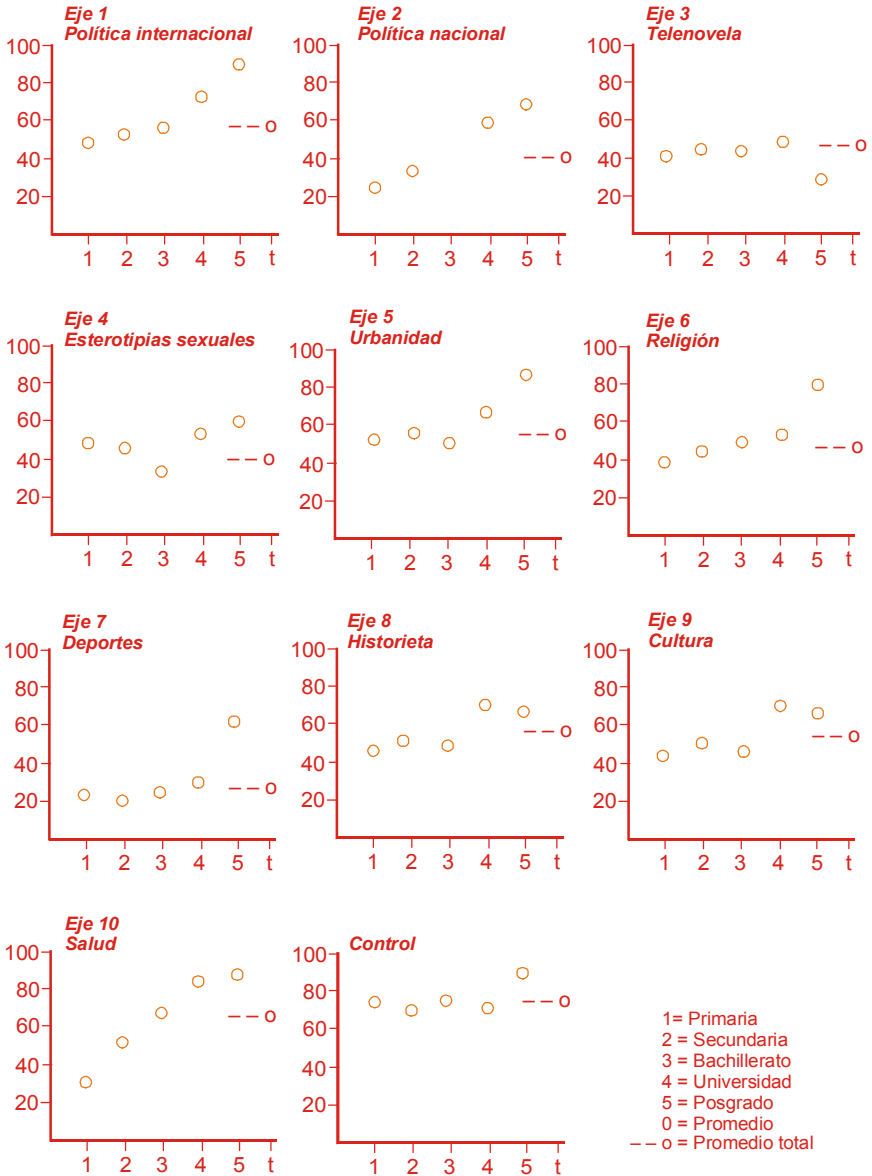 Eje 1
Política internacional
100
80
60
40
20
o
1 2 3 4 5 t
Eje 2
Política nacional
100
80
60
40
20
o
1 2 3 4 5 t
Eje 3
Telenovela
100
80
60
40
20
o
1 2 3 4 5 t
Eje 4
Esterotipias sexuales
100
80
60
40
20
o
1 2 3 4 5 t
Eje 5
Urbanidad
100
80
60
40
20
o
1 2 3 4 5 t
Eje 6
Religión
100
80
60
40
20
o
1 2 3 4 5 t
Eje 7
Deportes
100
80
60
40
20
o
1 2 3 4 5 t
Eje 8
Historieta
100
80
60
40
20
o
1 2 3 4 5 t
Eje 9
Cultura
100
80
60
40
20
o
1 2 3 4 5 t
Eje 10
Salud
100
80
60
40
20
o
1 2 3 4 5 t
Control
100
80
60
40
20
o
1 2 3 4 5 t
1= Primaria
2 = Secundaria
3 = Bachillerato
4 = Universidad
5 = Posgrado
0 = Promedio
– – o = Promedio total